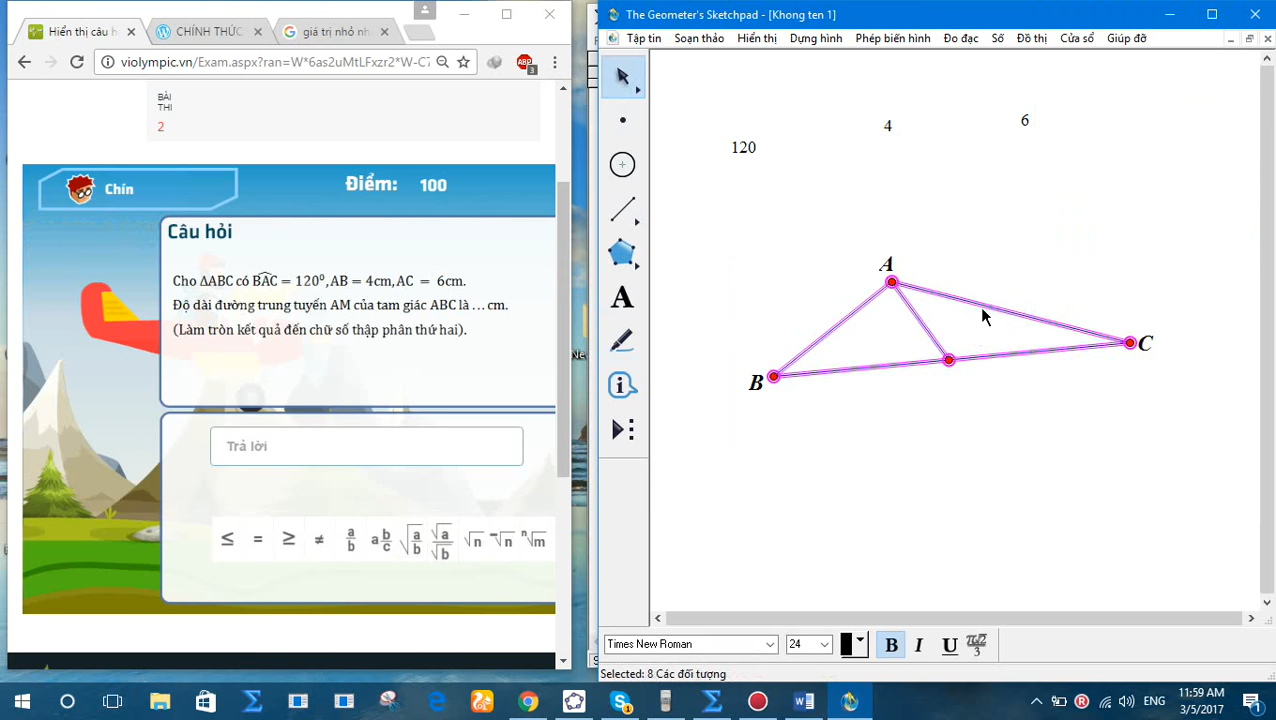 Hiển thị câu h
CHÍNH THỨC
giá trị nhỏ nh
violympic.vn/Exam.aspx?ran=W*6as2uMtLFxzr2*W-C7
ABP
3
BÀI
THI
2
Chín
Điểm: 100
Câu hỏi
Cho ΔABC có BAC = 120⁰, AB = 4cm, AC = 6cm.
Độ dài đường trung tuyến AM của tam giác ABC là ... cm.
(Làm tròn kết quả đến chữ số thập phân thứ hai).
Trả lời
≤ = ≥ ≠ a/b a b/c √(a/b) √a/√b √n −√n ⁿ√m
The Geometer's Sketchpad - [Khong ten 1]
Tập tin Soạn thảo Hiển thị Dựng hình Phép biến hình Đo đạc Số Đồ thị Cửa sổ Giúp đỡ
120
4
6
A
B
C
A
Times New Roman
24
B I U
Selected: 8 Các đối tượng
ENG
11:59 AM
3/5/2017